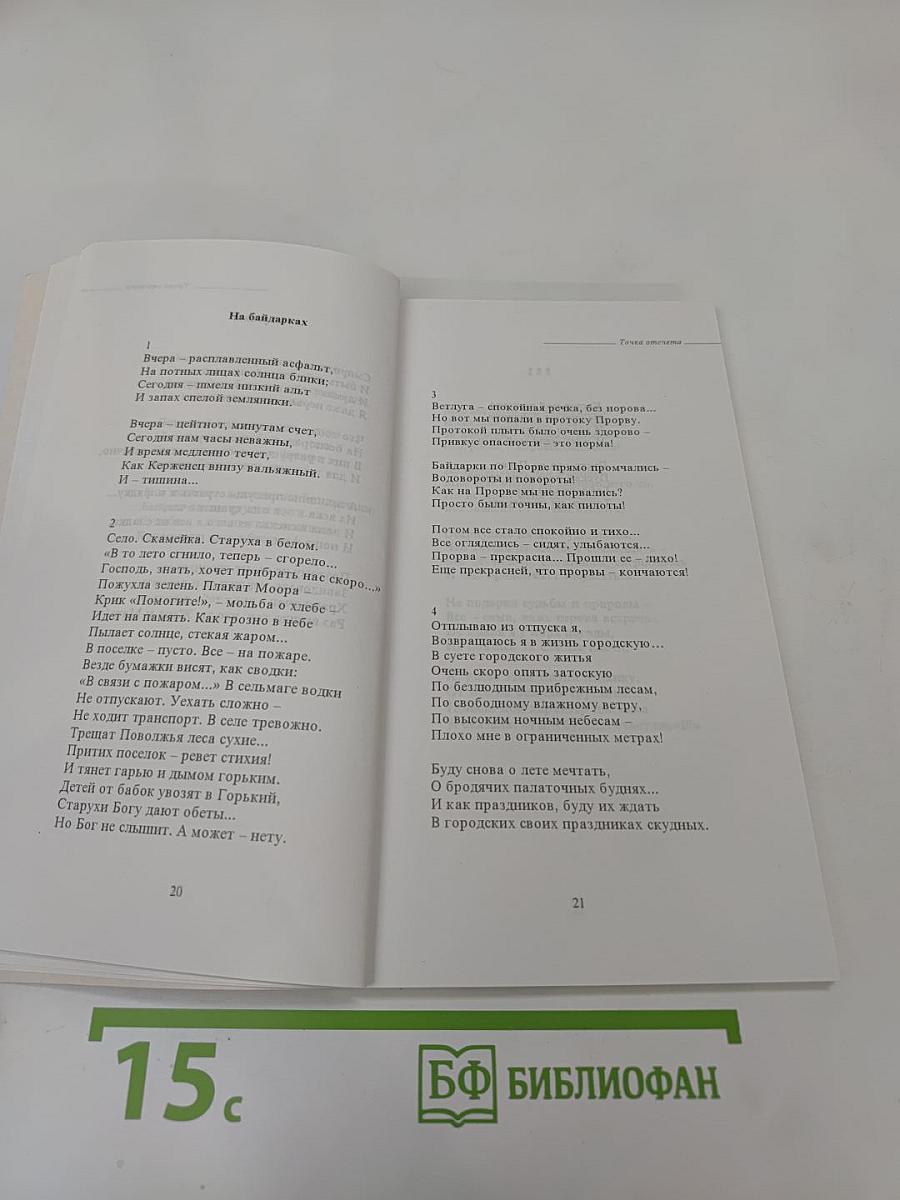 На байдарках
1
Вчера – расплавленный асфальт,
На потных лицах солнца блики;
Сегодня – шмеля низкий альт
И запах спелой земляники.
Вчера – цейтнот, минутам счет,
Сегодня нам часы неважны,
И время медленно течет,
Как Керженец внизу вальяжный.
И – тишина...
2
Село. Скамейка. Старуха в белом.
«В то лето сгнило, теперь – сгорело...
Господь, знать, хочет прибрать нас скоро...»
Пожухла зелень. Плакат Моора –
Крик «Помогите!», – мольба о хлебе –
Идет на память. Как грозно в небе
Пылает солнце, стекая жаром...
В поселке – пусто. Все – на пожаре.
Везде бумажки висят, как сводки:
«В связи с пожаром...» В сельмаге водки
Не отпускают. Уехать сложно –
Не ходит транспорт. В селе тревожно.
Трещат Поволжья леса сухие...
Притих поселок – ревет стихия!
И тянет гарью и дымом горьким.
Детей от бабок увозят в Горький,
Старухи Богу дают обеты...
Но Бог не слышит. А может – нету.
20
Точка отсчета
3
Ветлуга – спокойная речка, без норова...
Но вот мы попали в протоку Прорву.
Протокой плыть было очень здорово –
Привкус опасности – это норма!
Байдарки по Прорве прямо промчались –
Водовороты и повороты!
Как на Прорве мы не порвались?
Просто были точны, как пилоты!
Потом все стало спокойно и тихо...
Все огляделись – сидят, улыбаются...
Прорва – прекрасна... Прошли ее – лихо!
Еще прекрасней, что прорвы – кончаются!
4
Отплываю из отпуска я,
Возвращаюсь я в жизнь городскую...
В суете городского житья
Очень скоро опять затоскую
По безлюдным прибрежным лесам,
По свободному влажному ветру,
По высоким ночным небесам –
Плохо мне в ограниченных метрах!
Буду снова о лете мечтать,
О бродячих палаточных буднях...
И как праздников, буду их ждать
В городских своих праздниках скудных.
21
15 с
БФ БИБЛИОФАН